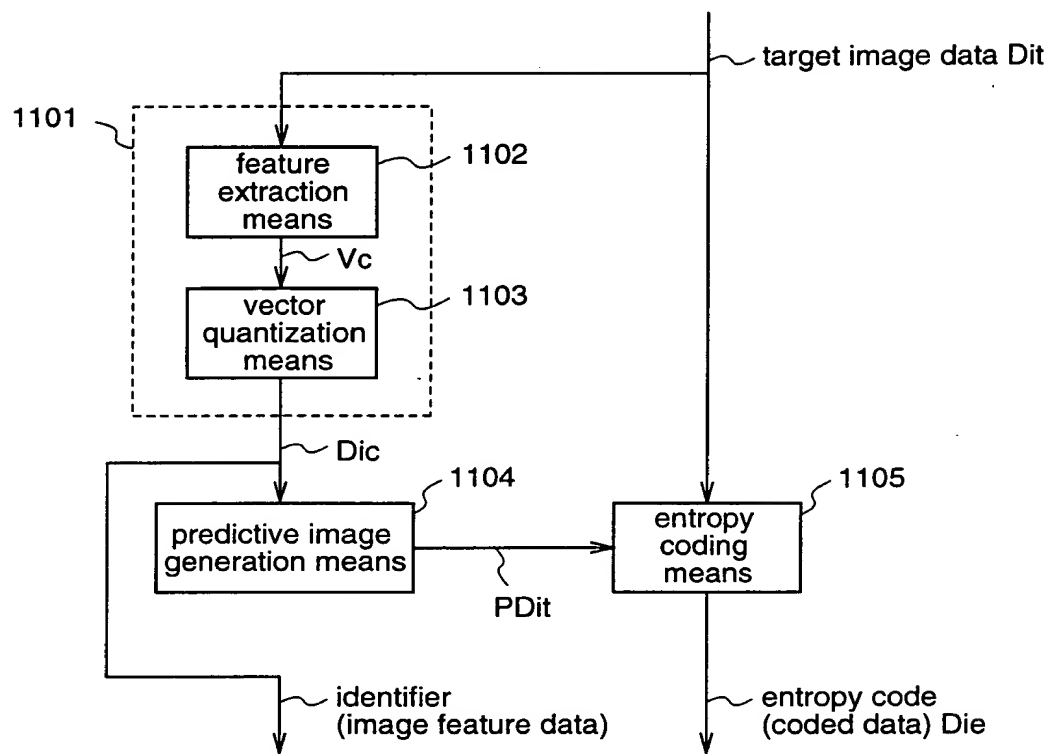 target image data Dit
1101
1102
feature
extraction
means
Vc
1103
vector
quantization
means
Dic
1104
1105
predictive image
generation means
entropy
coding
means
PDit
identifier
(image feature data)
entropy code
(coded data) Die